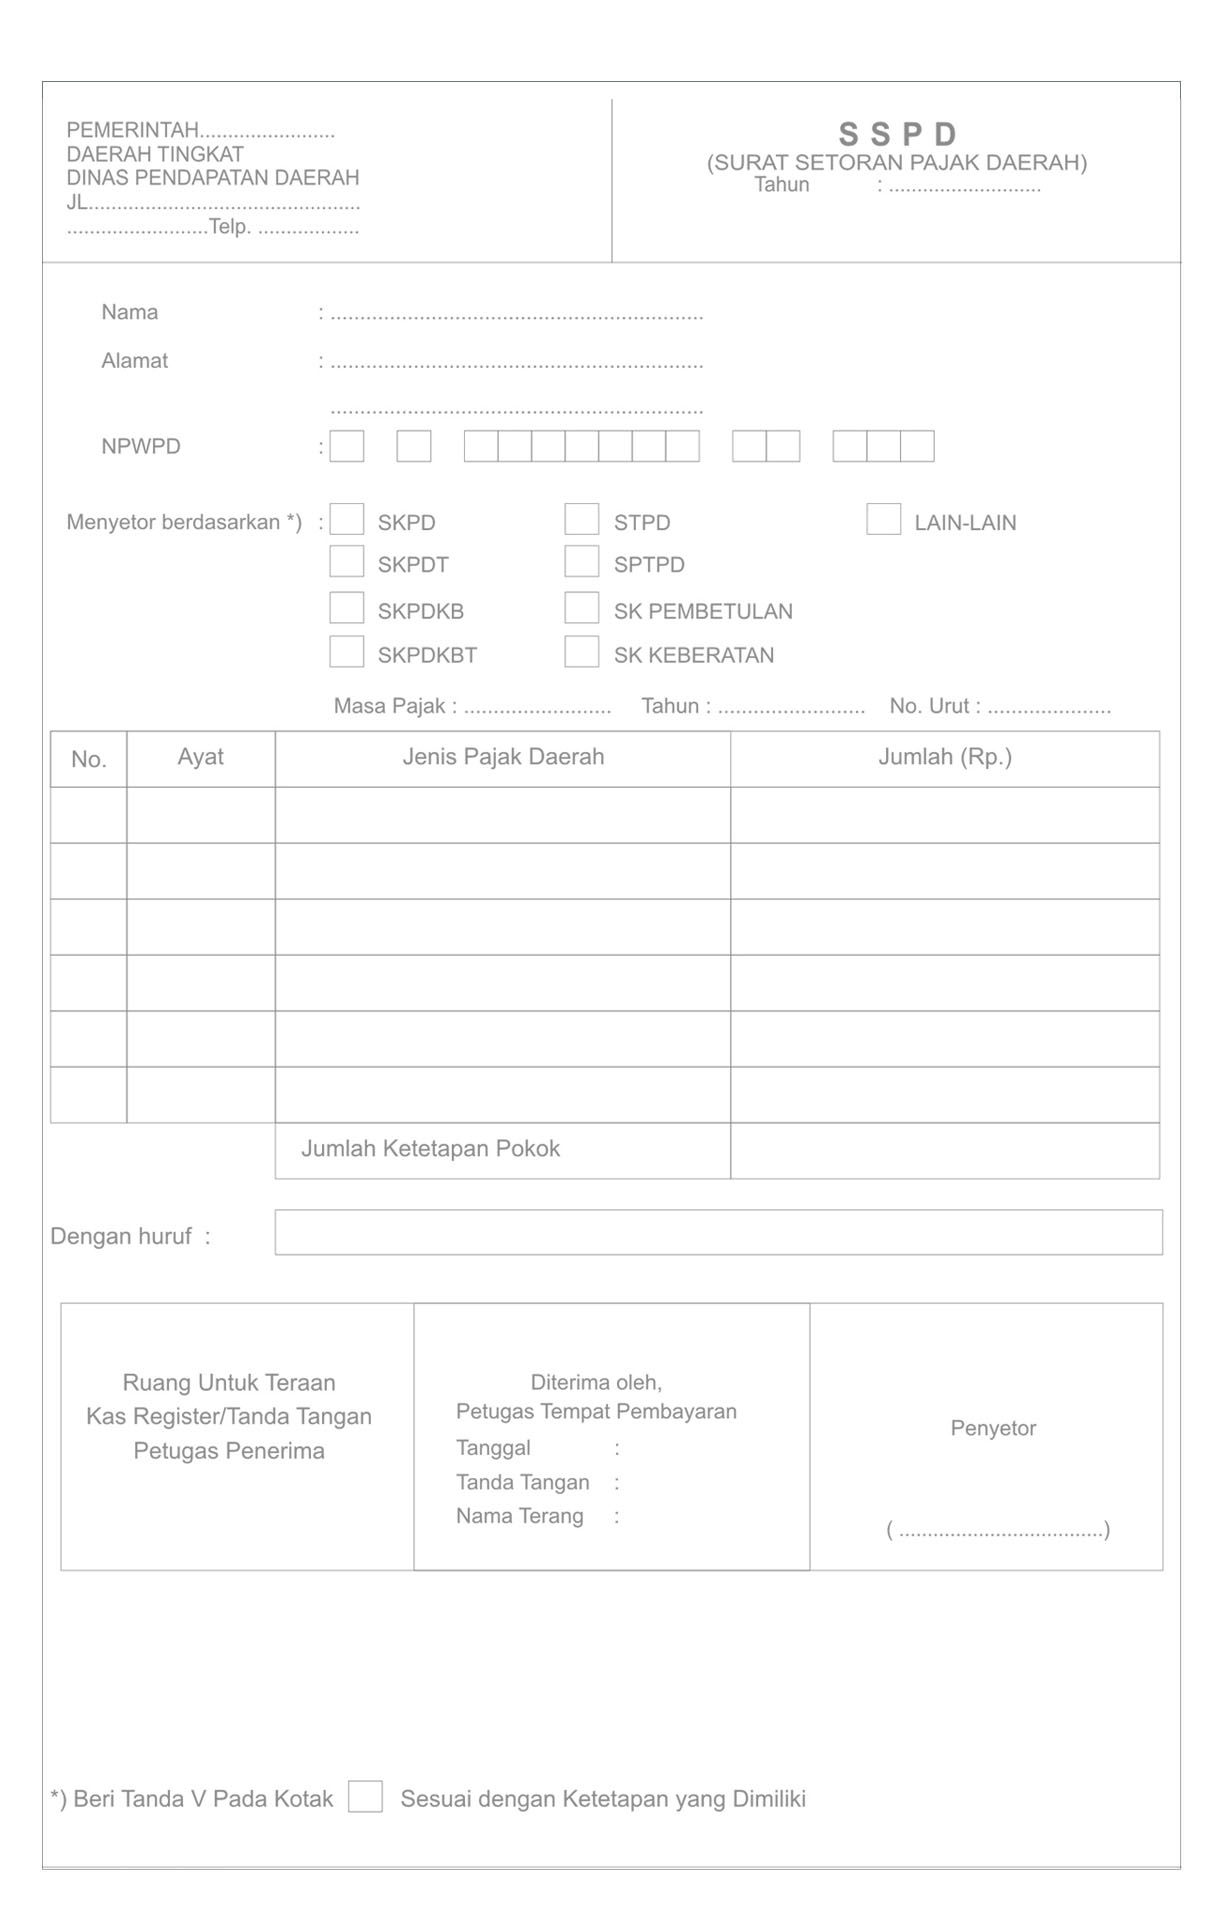 PEMERINTAH........................
DAERAH TINGKAT
DINAS PENDAPATAN DAERAH
JL................................................
.........................Telp. ..................
S S P D
(SURAT SETORAN PAJAK DAERAH)
Tahun : ...........................
Nama : ...............................................................
Alamat : ...............................................................
...............................................................
NPWPD :
Menyetor berdasarkan *) : SKPD STPD LAIN-LAIN
SKPDT SPTPD
SKPDKB SK PEMBETULAN
SKPDKBT SK KEBERATAN
Masa Pajak : ......................... Tahun : ......................... No. Urut : .....................
No. Ayat Jenis Pajak Daerah Jumlah (Rp.)
Jumlah Ketetapan Pokok
Dengan huruf :
Ruang Untuk Teraan
Kas Register/Tanda Tangan
Petugas Penerima
Diterima oleh,
Petugas Tempat Pembayaran
Tanggal :
Tanda Tangan :
Nama Terang :
Penyetor
( ....................................)
*) Beri Tanda V Pada Kotak Sesuai dengan Ketetapan yang Dimiliki